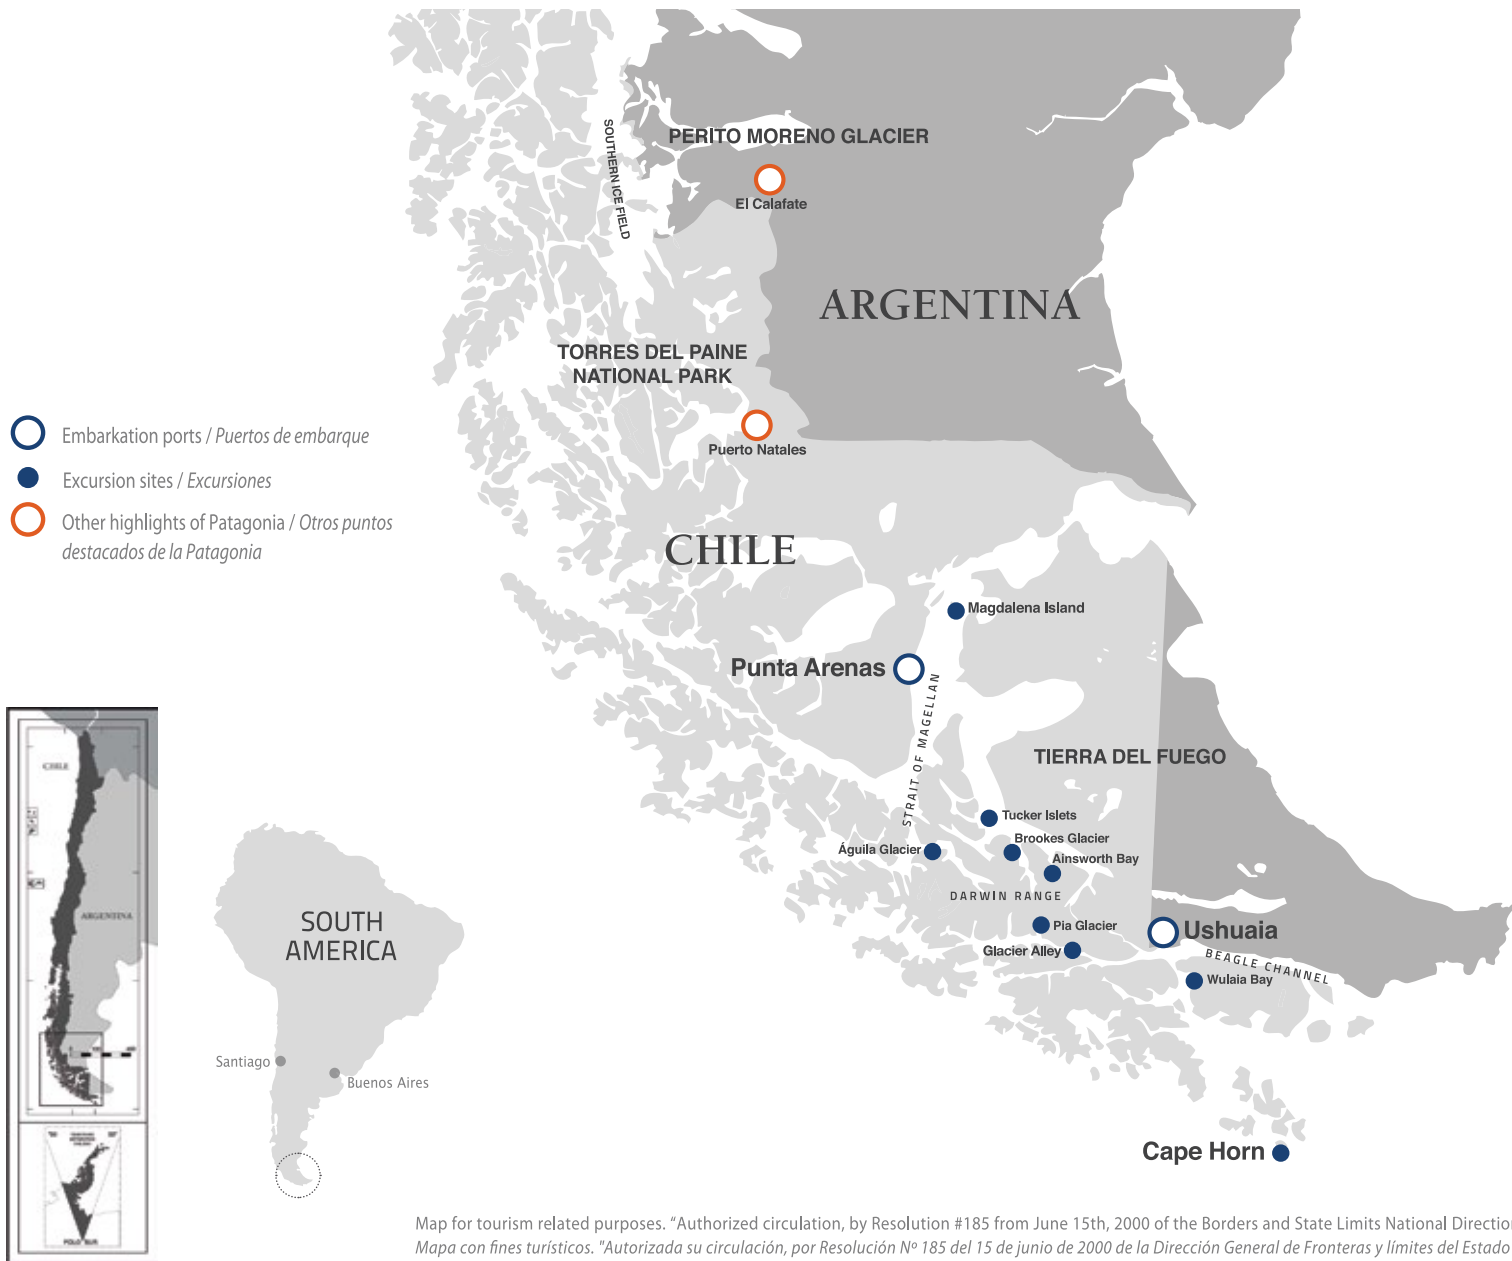 PERITO MORENO GLACIER
SOUTHERN ICE FIELD
El Calafate
ARGENTINA
TORRES DEL PAINE
NATIONAL PARK
Embarkation ports / Puertos de embarque
Puerto Natales
Excursion sites / Excursiones
Other highlights of Patagonia / Otros puntos
destacados de la Patagonia
CHILE
Magdalena Island
Punta Arenas
STRAIT OF MAGELLAN
TIERRA DEL FUEGO
CHILE
Tucker Islets
Brookes Glacier
Águila Glacier
Ainsworth Bay
DARWIN RANGE
ARGENTINA
SOUTH
AMERICA
Pia Glacier
Ushuaia
Glacier Alley
BEAGLE CHANNEL
Wulaia Bay
Santiago
Buenos Aires
Cape Horn
POLO SUR
Map for tourism related purposes. “Authorized circulation, by Resolution #185 from June 15th, 2000 of the Borders and State Limits National Direction
Mapa con fines turísticos. "Autorizada su circulación, por Resolución Nº 185 del 15 de junio de 2000 de la Dirección General de Fronteras y límites del Estado